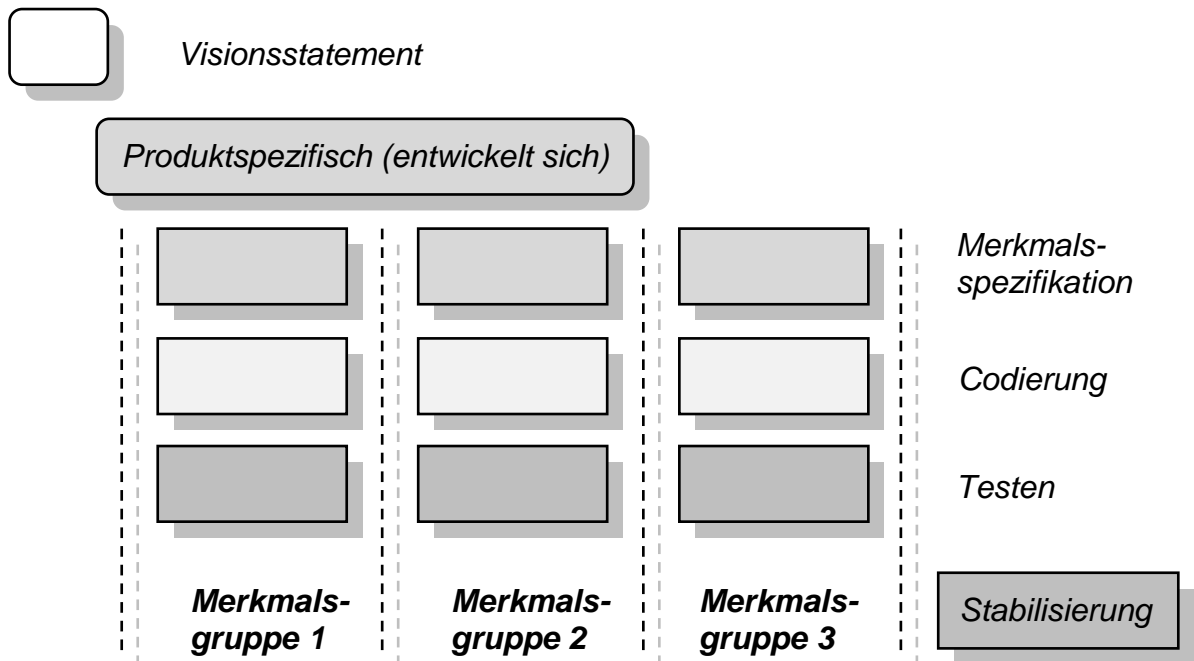 Visionsstatement
Produktspezifisch (entwickelt sich)
Merkmals-
spezifikation
Codierung
Testen
Merkmals-
gruppe 1
Merkmals-
gruppe 2
Merkmals-
gruppe 3
Stabilisierung